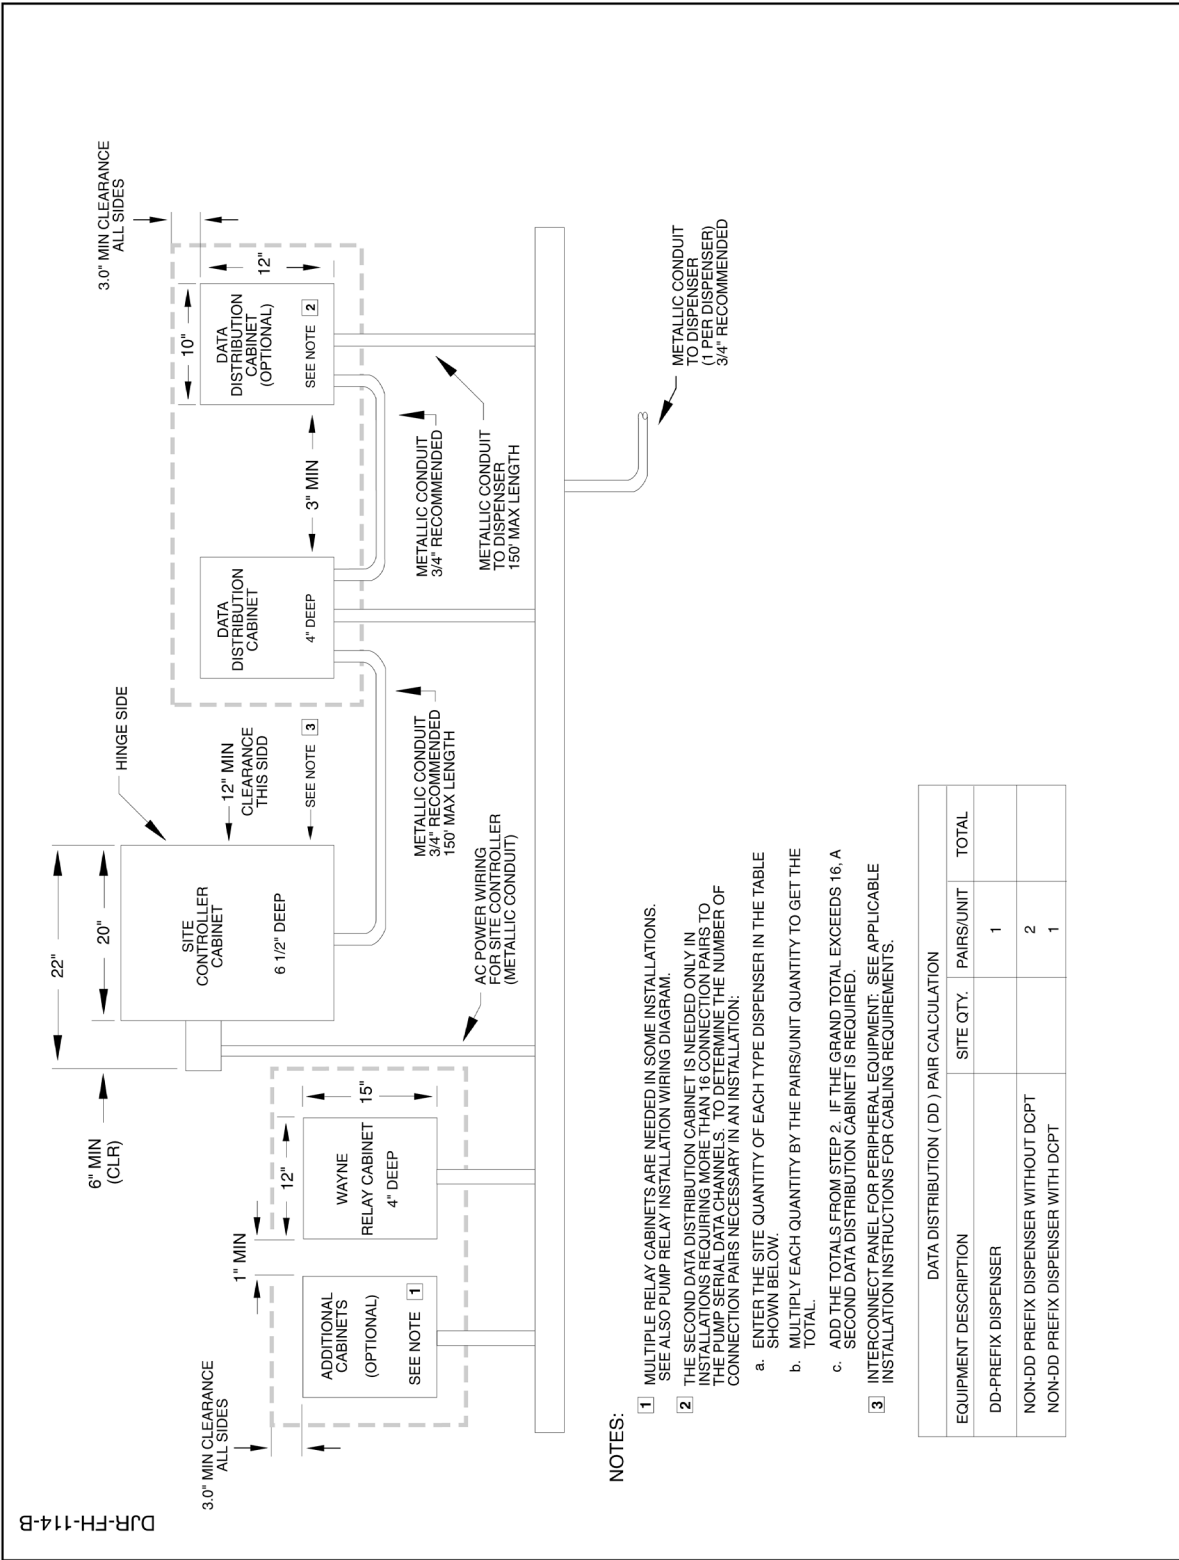 DJR-FH-114-B
3.0" MIN CLEARANCE
ALL SIDES
1" MIN
6" MIN
(CLR)
22"
20"
HINGE SIDE
3.0" MIN CLEARANCE
ALL SIDES
ADDITIONAL
CABINETS
(OPTIONAL)
SEE NOTE 1
12"
WAYNE
RELAY CABINET
4" DEEP
15"
SITE
CONTROLLER
CABINET
6 1/2" DEEP
12" MIN
CLEARANCE
THIS SIDD
SEE NOTE 3
DATA
DISTRIBUTION
CABINET
4" DEEP
3" MIN
10"
DATA
DISTRIBUTION
CABINET
(OPTIONAL)
SEE NOTE 2
12"
AC POWER WIRING
FOR SITE CONTROLLER
(METALLIC CONDUIT)
METALLIC CONDUIT
3/4" RECOMMENDED
150' MAX LENGTH
METALLIC CONDUIT
3/4" RECOMMENDED
METALLIC CONDUIT
TO DISPENSER
150' MAX LENGTH
METALLIC CONDUIT
TO DISPENSER
(1 PER DISPENSER)
3/4" RECOMMENDED
NOTES:
1 MULTIPLE RELAY CABINETS ARE NEEDED IN SOME INSTALLATIONS.
SEE ALSO PUMP RELAY INSTALLATION WIRING DIAGRAM.
2 THE SECOND DATA DISTRIBUTION CABINET IS NEEDED ONLY IN
INSTALLATIONS REQUIRING MORE THAN 16 CONNECTION PAIRS TO
THE PUMP SERIAL DATA CHANNELS. TO DETERMINE THE NUMBER OF
CONNECTION PAIRS NECESSARY IN AN INSTALLATION:
a. ENTER THE SITE QUANTITY OF EACH TYPE DISPENSER IN THE TABLE
SHOWN BELOW.
b. MULTIPLY EACH QUANTITY BY THE PAIRS/UNIT QUANTITY TO GET THE
TOTAL.
c. ADD THE TOTALS FROM STEP 2. IF THE GRAND TOTAL EXCEEDS 16, A
SECOND DATA DISTRIBUTION CABINET IS REQUIRED.
3 INTERCONNECT PANEL FOR PERIPHERAL EQUIPMENT: SEE APPLICABLE
INSTALLATION INSTRUCTIONS FOR CABLING REQUIREMENTS.
DATA DISTRIBUTION ( DD ) PAIR CALCULATION
EQUIPMENT DESCRIPTION SITE QTY. PAIRS/UNIT TOTAL
DD-PREFIX DISPENSER 1
NON-DD PREFIX DISPENSER WITHOUT DCPT 2
NON-DD PREFIX DISPENSER WITH DCPT 1